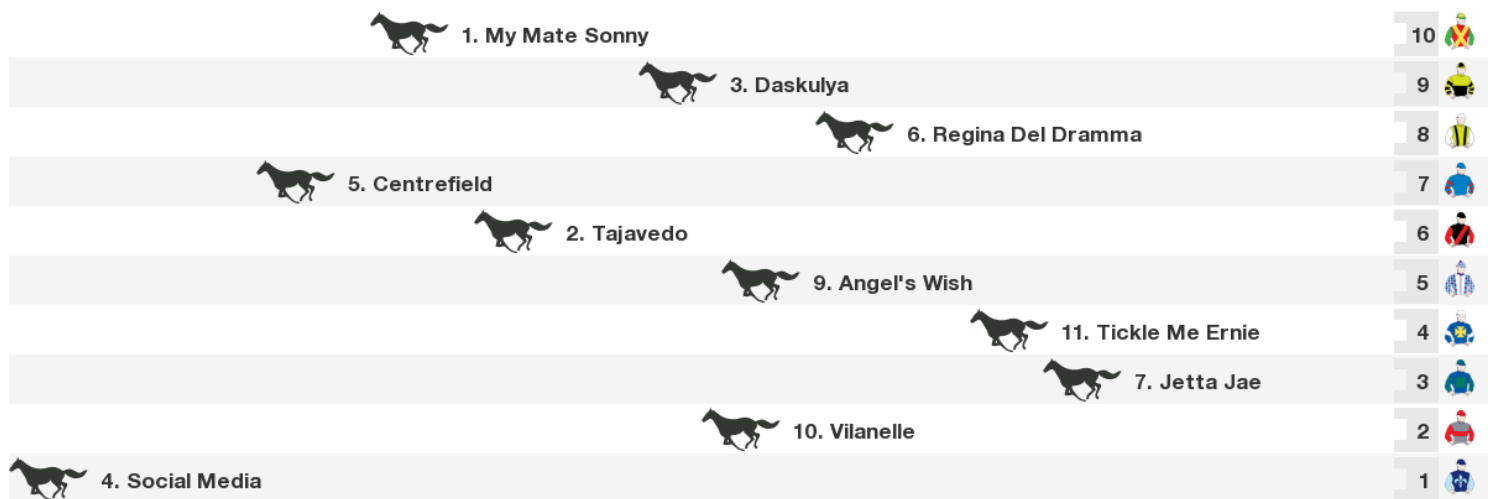 1. My Mate Sonny 10
3. Daskulya 9
6. Regina Del Dramma 8
5. Centrefield 7
2. Tajavedo 6
9. Angel's Wish 5
11. Tickle Me Ernie 4
7. Jetta Jae 3
10. Vilanelle 2
4. Social Media 1